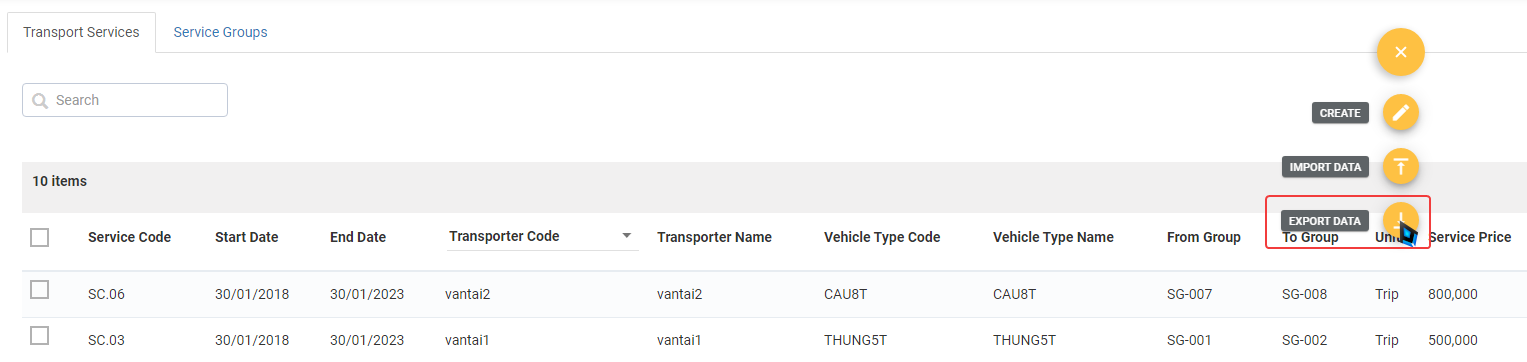 Transport Services Service Groups
Search
CREATE
IMPORT DATA
10 items
EXPORT DATA
Service Code Start Date End Date Transporter Code Transporter Name Vehicle Type Code Vehicle Type Name From Group To Group Unit Service Price
SC.06 30/01/2018 30/01/2023 vantai2 vantai2 CAU8T CAU8T SG-007 SG-008 Trip 800,000
SC.03 30/01/2018 30/01/2023 vantai1 vantai1 THUNG5T THUNG5T SG-001 SG-002 Trip 500,000